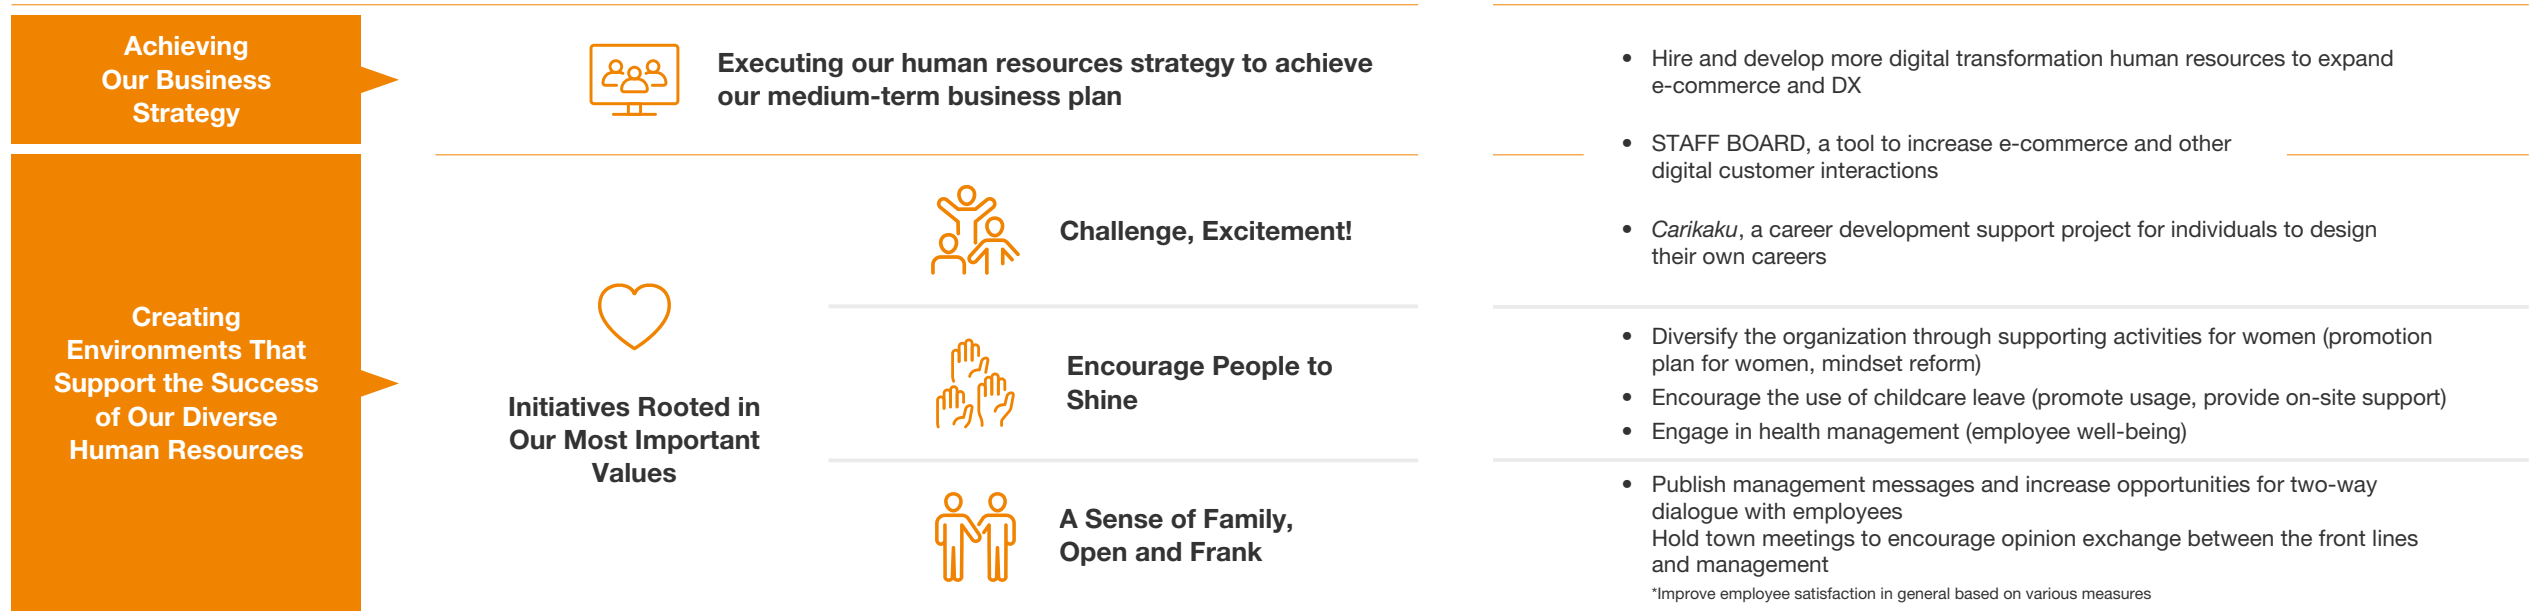 Achieving
Our Business
Strategy
Executing our human resources strategy to achieve
our medium-term business plan
• Hire and develop more digital transformation human resources to expand
e-commerce and DX
• STAFF BOARD, a tool to increase e-commerce and other
digital customer interactions
Creating
Environments That
Support the Success
of Our Diverse
Human Resources
Initiatives Rooted in
Our Most Important
Values
Challenge, Excitement!
• Carikaku, a career development support project for individuals to design
their own careers
Encourage People to
Shine
• Diversify the organization through supporting activities for women (promotion
plan for women, mindset reform)
• Encourage the use of childcare leave (promote usage, provide on-site support)
• Engage in health management (employee well-being)
A Sense of Family,
Open and Frank
• Publish management messages and increase opportunities for two-way
dialogue with employees
Hold town meetings to encourage opinion exchange between the front lines
and management
*Improve employee satisfaction in general based on various measures